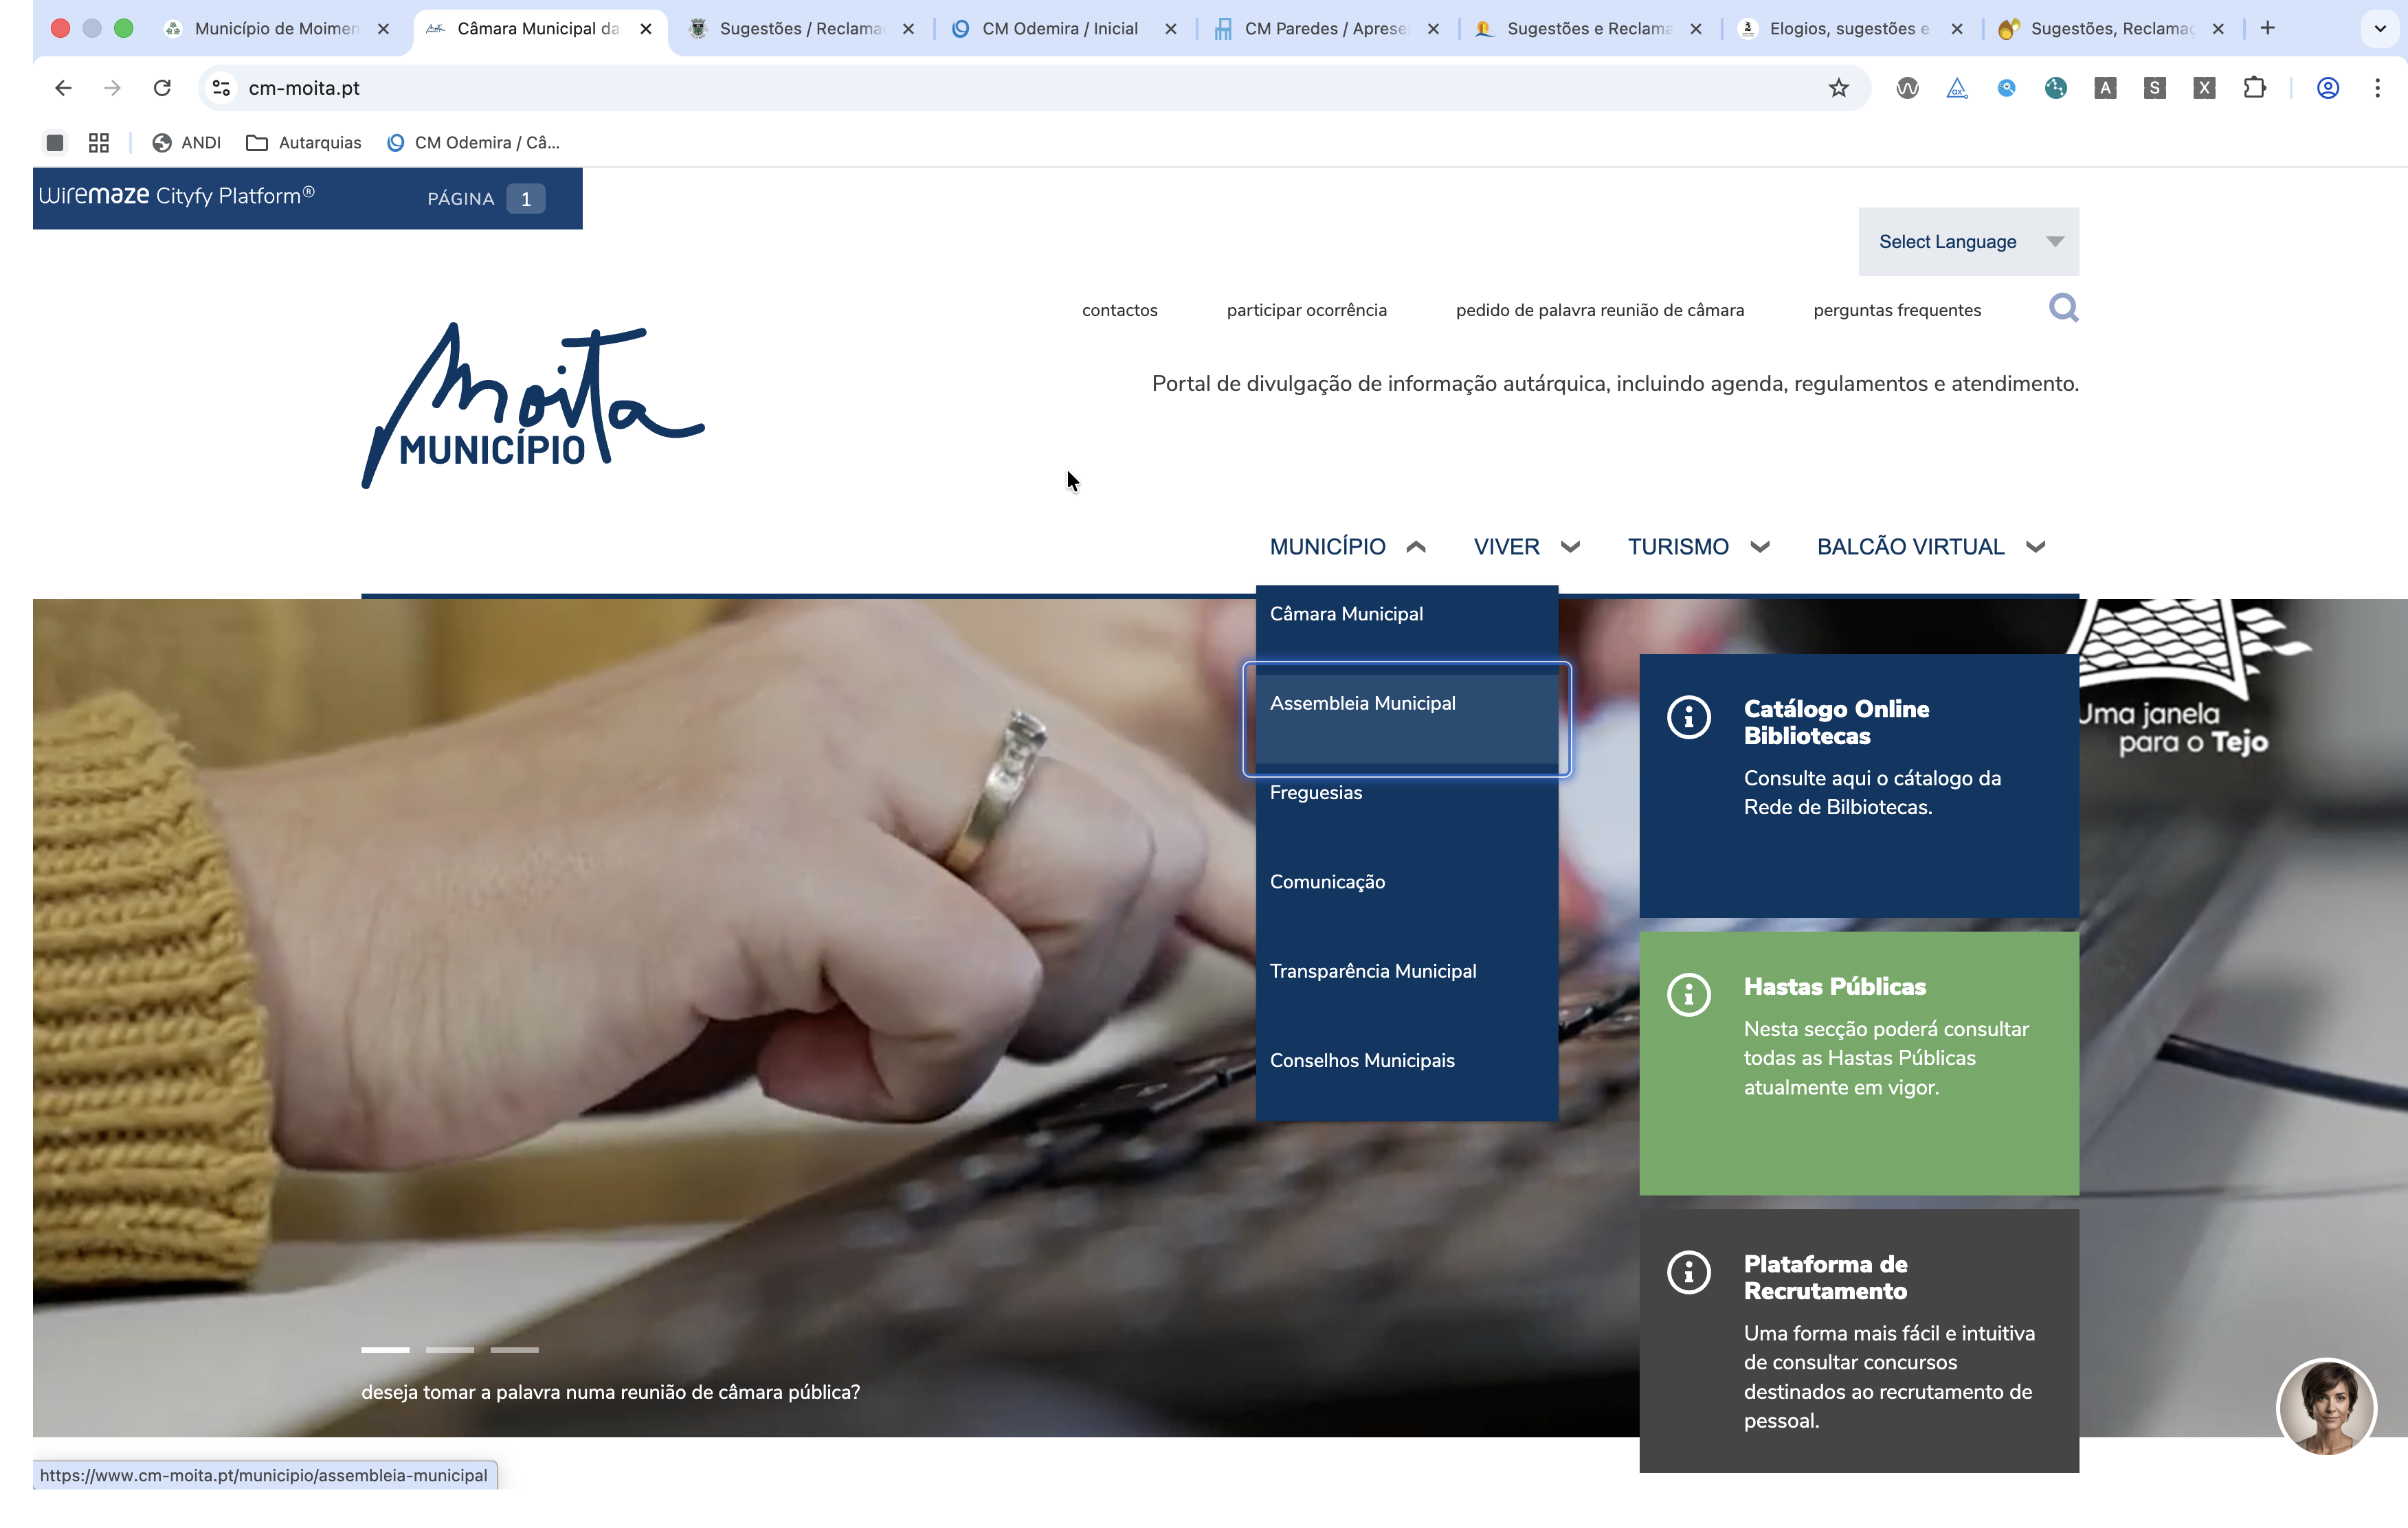 Município de Moimen
Câmara Municipal da
Sugestões / Reclama
CM Odemira / Inicial
CM Paredes / Aprese
Sugestões e Reclama
Elogios, sugestões e
Sugestões, Reclamaç
cm-moita.pt
A
S
X
ANDI
Autarquias
CM Odemira / Câ...
wiremaze Cityfy Platform®
PÁGINA 1
Select Language
contactos
participar ocorrência
pedido de palavra reunião de câmara
perguntas frequentes
Moita
MUNICÍPIO
Portal de divulgação de informação autárquica, incluindo agenda, regulamentos e atendimento.
MUNICÍPIO
VIVER
TURISMO
BALCÃO VIRTUAL
Câmara Municipal
Assembleia Municipal
Freguesias
Comunicação
Transparência Municipal
Conselhos Municipais
Catálogo Online
Bibliotecas
Consulte aqui o cátalogo da
Rede de Bilbiotecas.
Uma janela
para o Tejo
Hastas Públicas
Nesta secção poderá consultar
todas as Hastas Públicas
atualmente em vigor.
Plataforma de
Recrutamento
Uma forma mais fácil e intuitiva
de consultar concursos
destinados ao recrutamento de
pessoal.
deseja tomar a palavra numa reunião de câmara pública?
https://www.cm-moita.pt/municipio/assembleia-municipal